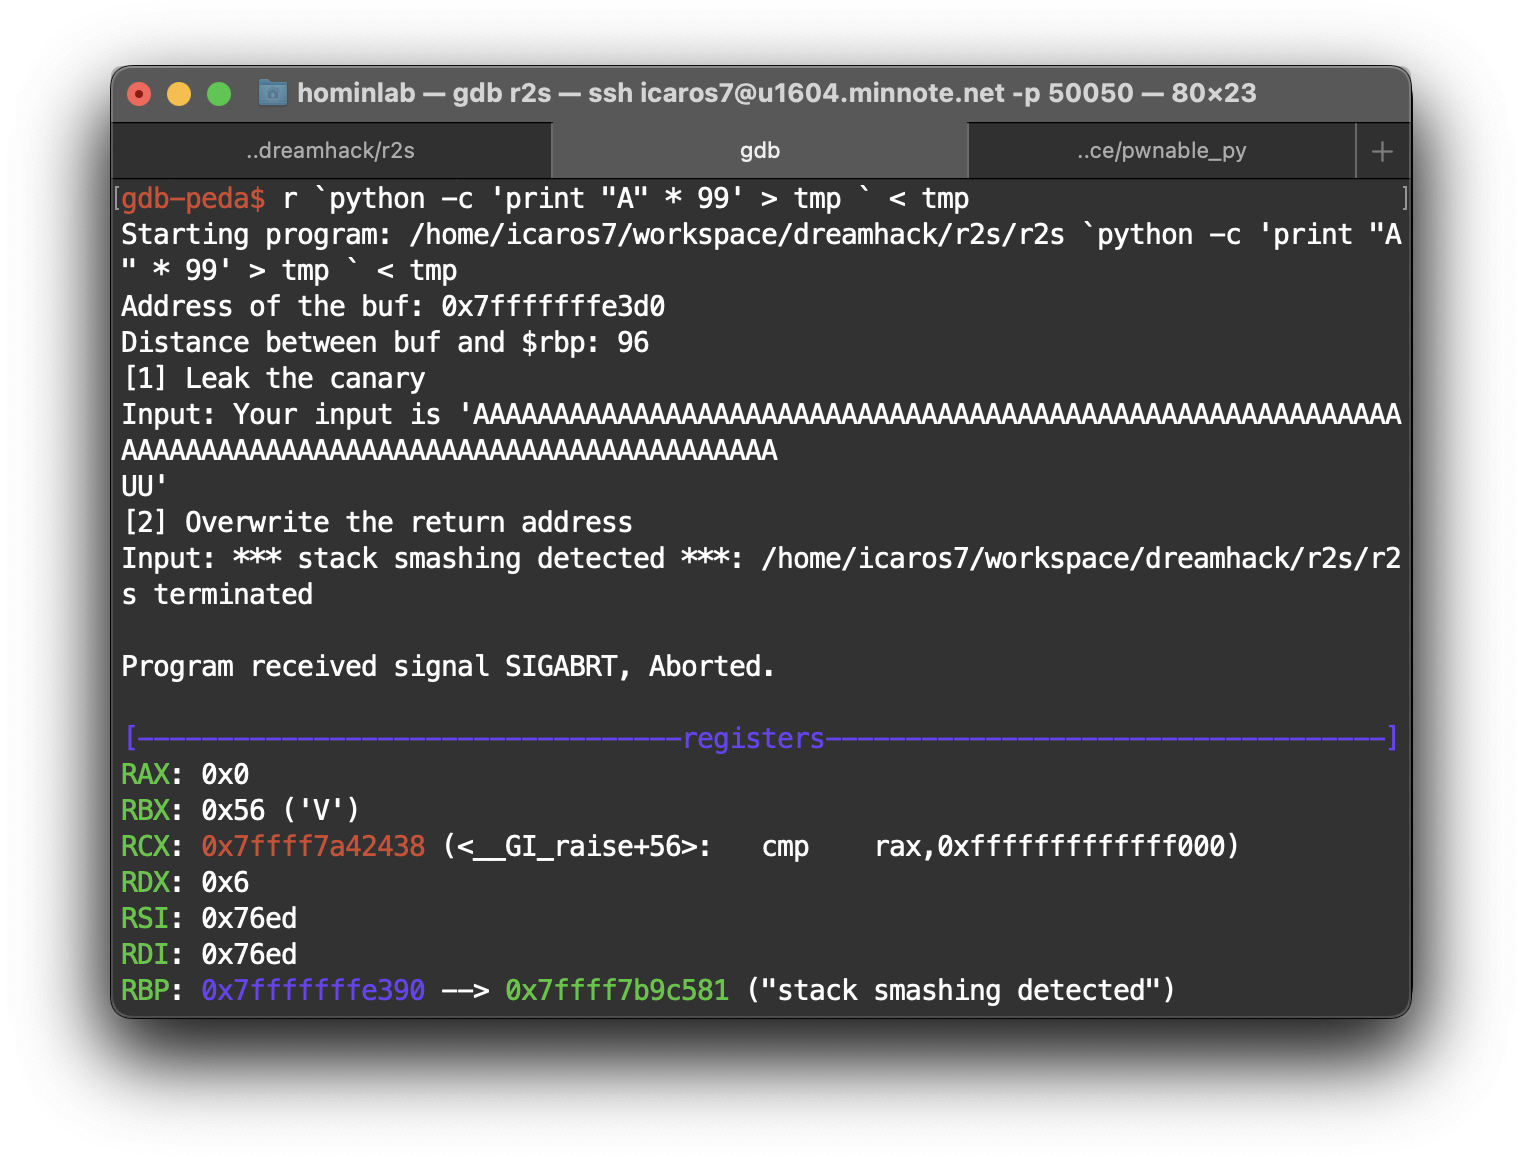 hominlab — gdb r2s — ssh icaros7@u1604.minnote.net -p 50050 — 80×23
..dreamhack/r2s gdb ..ce/pwnable_py +
[gdb-peda$ r `python -c 'print "A" * 99' > tmp ` < tmp ]
Starting program: /home/icaros7/workspace/dreamhack/r2s/r2s `python -c 'print "A
" * 99' > tmp ` < tmp
Address of the buf: 0x7fffffffe3d0
Distance between buf and $rbp: 96
[1] Leak the canary
Input: Your input is 'AAAAAAAAAAAAAAAAAAAAAAAAAAAAAAAAAAAAAAAAAAAAAAAAAAAAAAAAAA
AAAAAAAAAAAAAAAAAAAAAAAAAAAAAAAAAAAAAAAAA
UU'
[2] Overwrite the return address
Input: *** stack smashing detected ***: /home/icaros7/workspace/dreamhack/r2s/r2
s terminated
Program received signal SIGABRT, Aborted.
[----------------------------------registers-----------------------------------]
RAX: 0x0
RBX: 0x56 ('V')
RCX: 0x7ffff7a42438 (<__GI_raise+56>: cmp rax,0xfffffffffffff000)
RDX: 0x6
RSI: 0x76ed
RDI: 0x76ed
RBP: 0x7fffffffe390 --> 0x7ffff7b9c581 ("stack smashing detected")